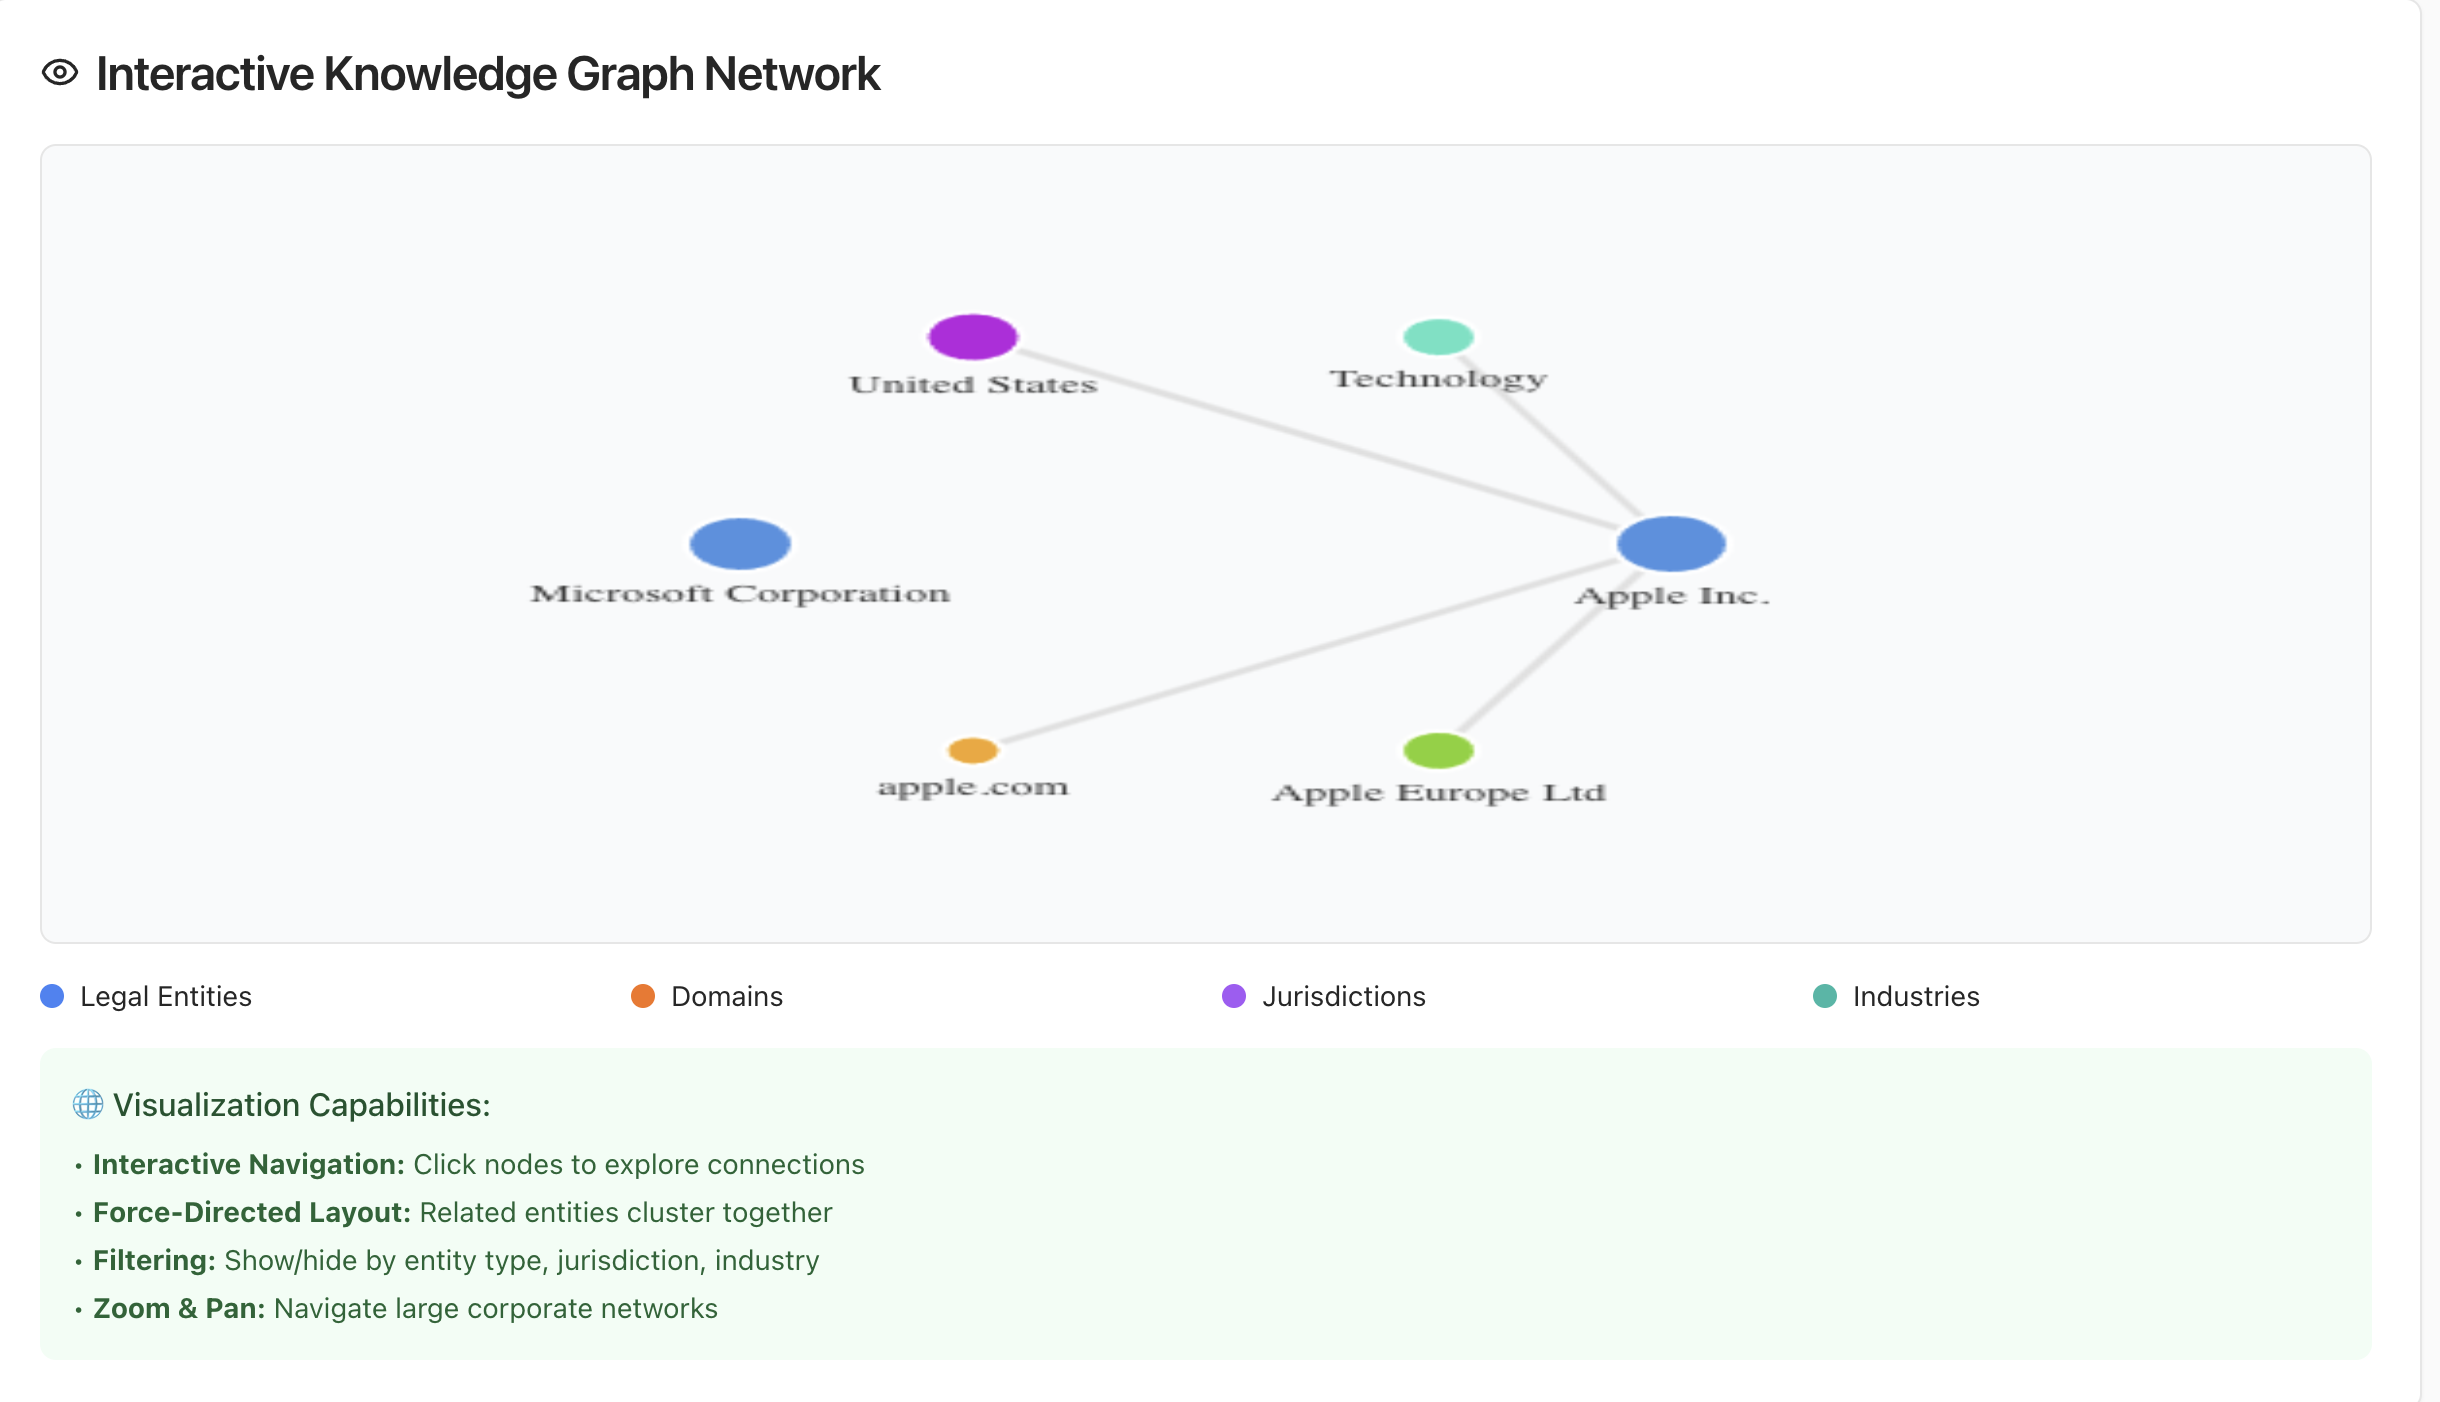 Interactive Knowledge Graph Network
United States
Technology
Microsoft Corporation
Apple Inc.
apple.com
Apple Europe Ltd
Legal Entities
Domains
Jurisdictions
Industries
Visualization Capabilities:
• Interactive Navigation: Click nodes to explore connections
• Force-Directed Layout: Related entities cluster together
• Filtering: Show/hide by entity type, jurisdiction, industry
• Zoom & Pan: Navigate large corporate networks